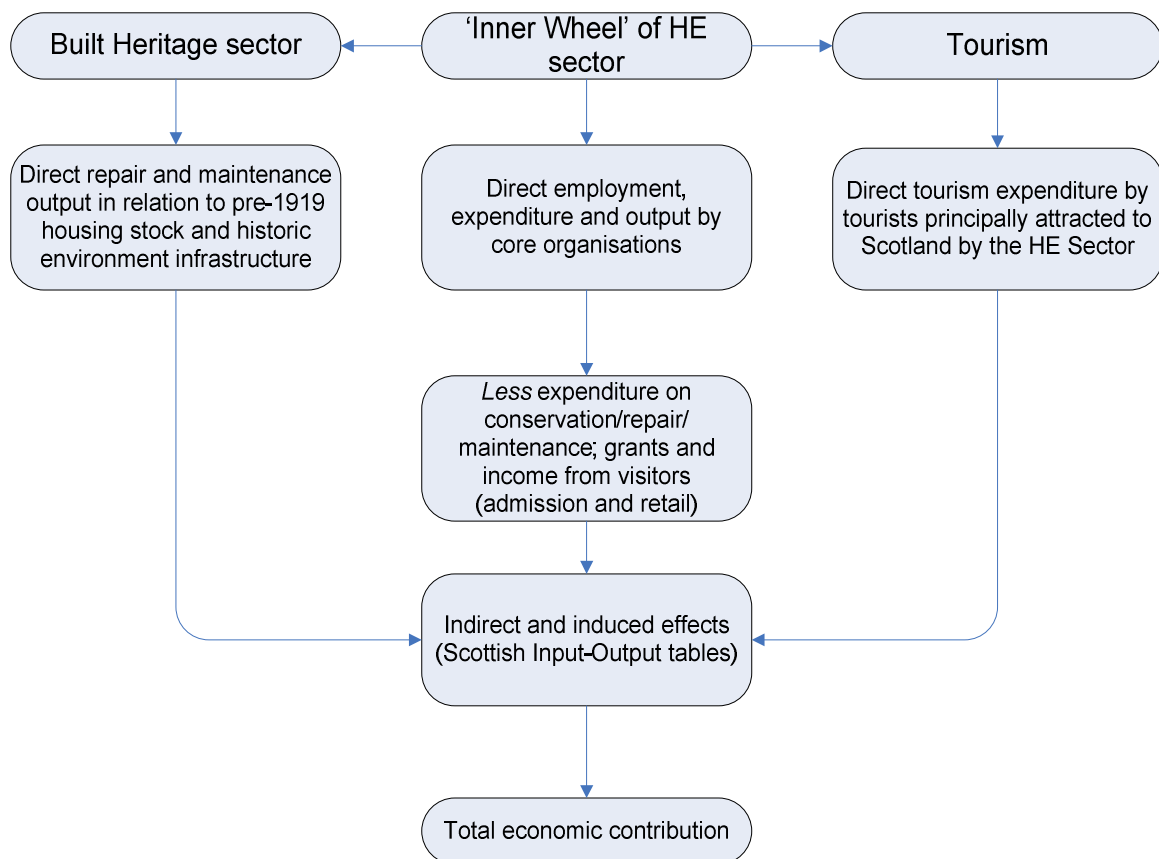 Built Heritage sector
‘Inner Wheel’ of HE
sector
Tourism
Direct repair and maintenance
output in relation to pre-1919
housing stock and historic
environment infrastructure
Direct employment,
expenditure and output by
core organisations
Direct tourism expenditure by
tourists principally attracted to
Scotland by the HE Sector
Less expenditure on
conservation/repair/
maintenance; grants and
income from visitors
(admission and retail)
Indirect and induced effects
(Scottish Input-Output tables)
Total economic contribution